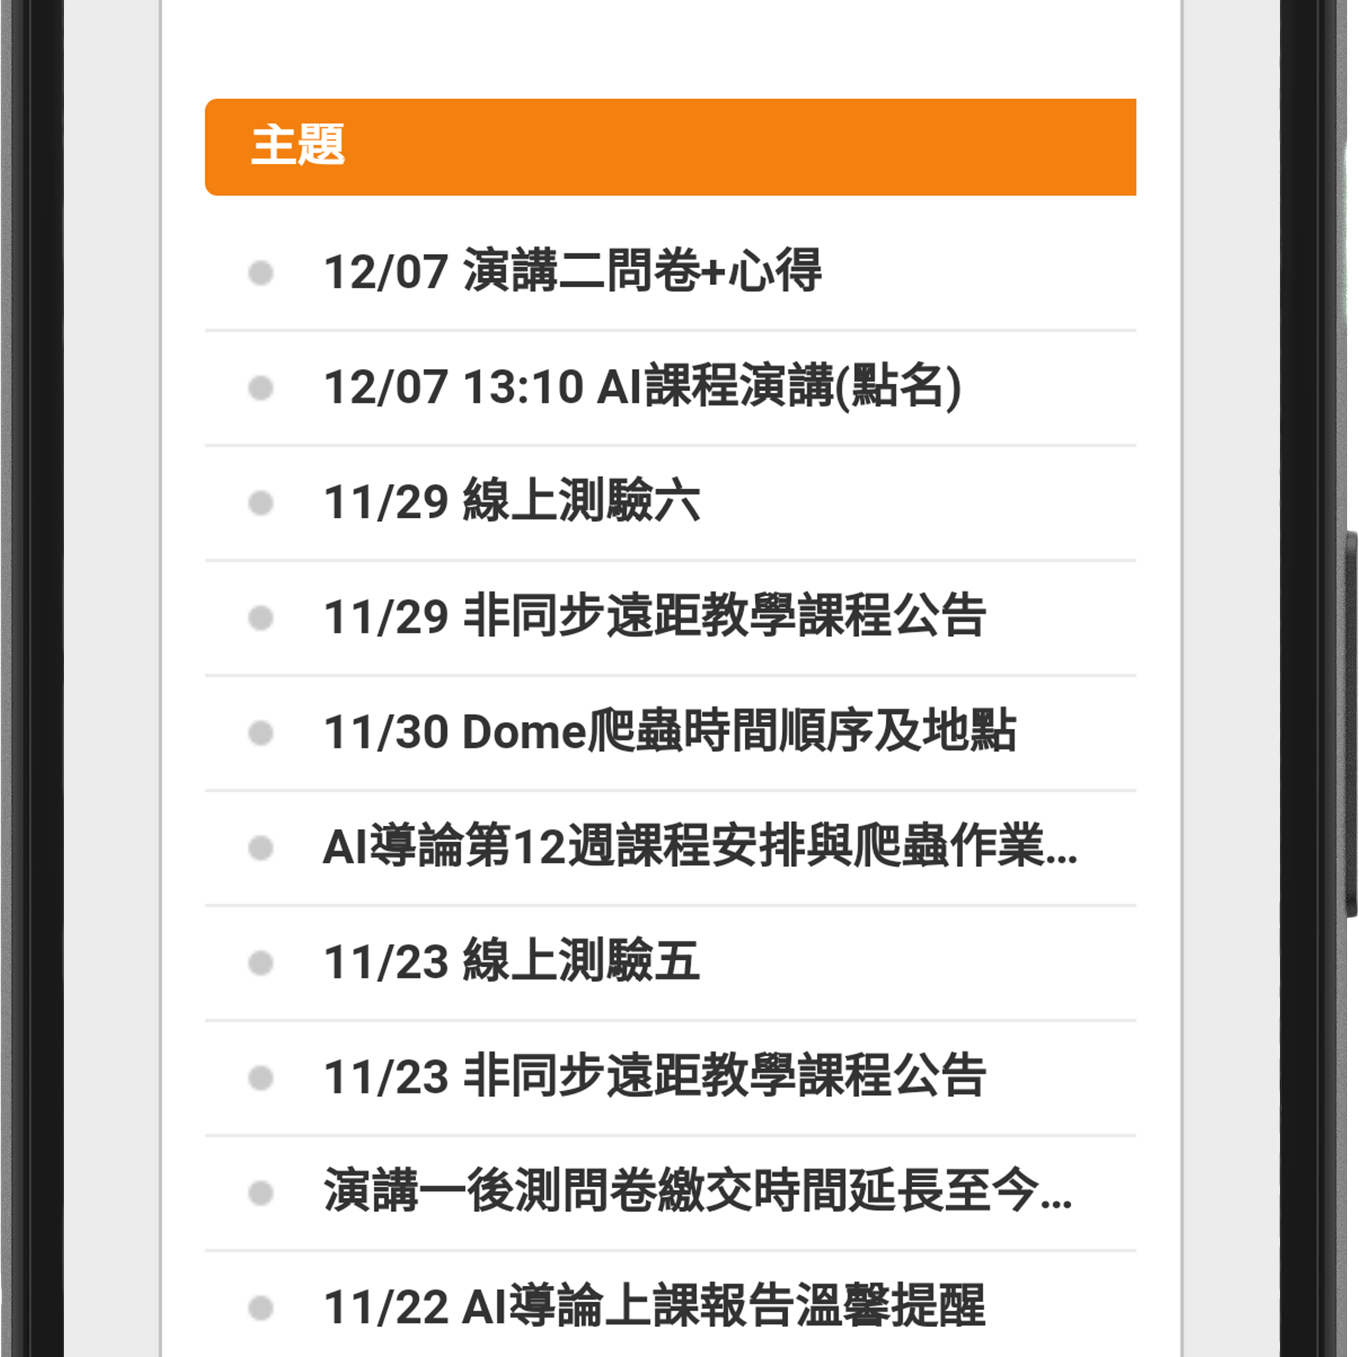 主題
12/07 演講二問卷+心得
12/07 13:10 AI課程演講(點名)
11/29 線上測驗六
11/29 非同步遠距教學課程公告
11/30 Dome爬蟲時間順序及地點
AI導論第12週課程安排與爬蟲作業...
11/23 線上測驗五
11/23 非同步遠距教學課程公告
演講一後測問卷繳交時間延長至今...
11/22 AI導論上課報告溫馨提醒